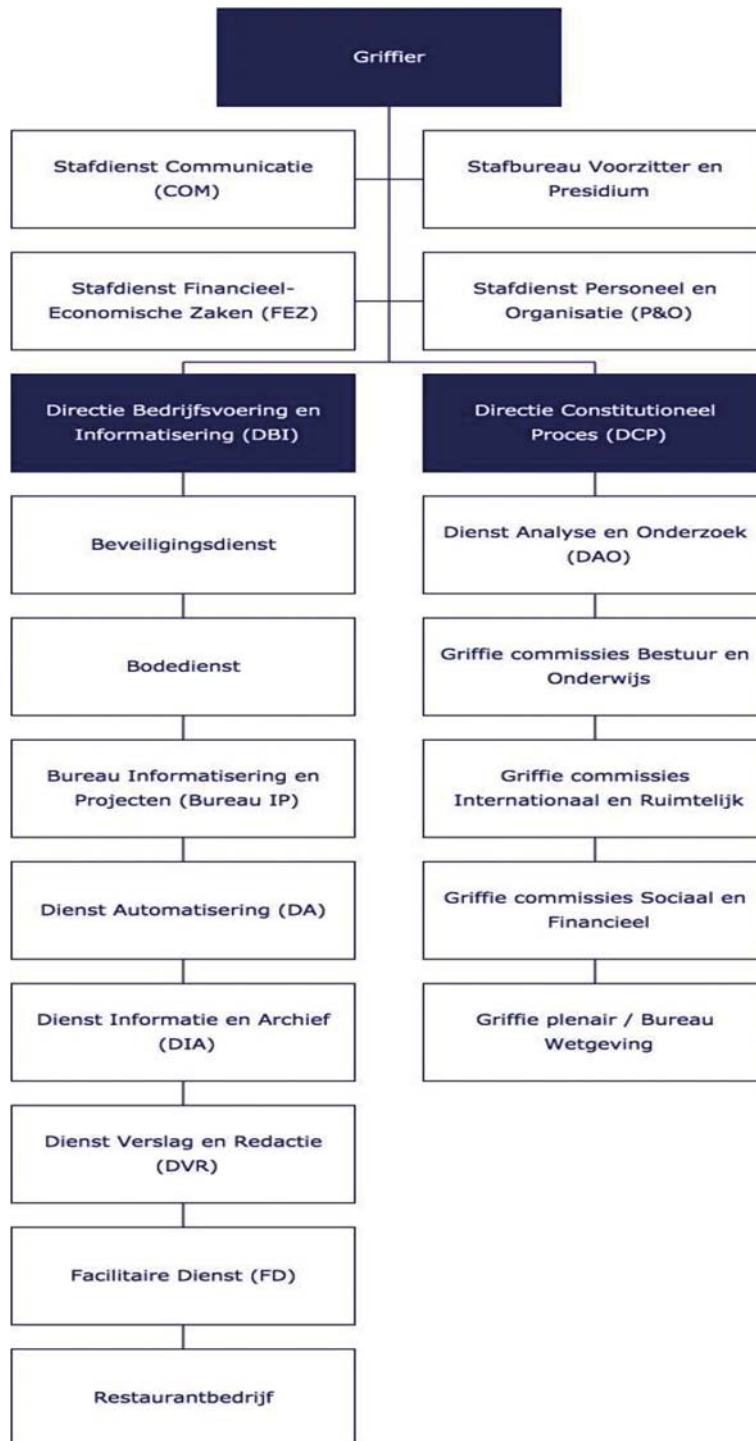 Griffier
Stafdienst Communicatie
(COM)
Stafbureau Voorzitter en
Presidium
Stafdienst Financieel-
Economische Zaken (FEZ)
Stafdienst Personeel en
Organisatie (P&O)
Directie Bedrijfsvoering en
Informatisering (DBI)
Beveiligingsdienst
Bodedienst
Bureau Informatisering en
Projecten (Bureau IP)
Dienst Automatisering (DA)
Dienst Informatie en Archief
(DIA)
Dienst Verslag en Redactie
(DVR)
Facilitaire Dienst (FD)
Restaurantbedrijf
Directie Constitutioneel
Proces (DCP)
Dienst Analyse en Onderzoek
(DAO)
Griffie commissies Bestuur en
Onderwijs
Griffie commissies
Internationaal en Ruimtelijk
Griffie commissies Sociaal en
Financieel
Griffie plenair / Bureau
Wetgeving